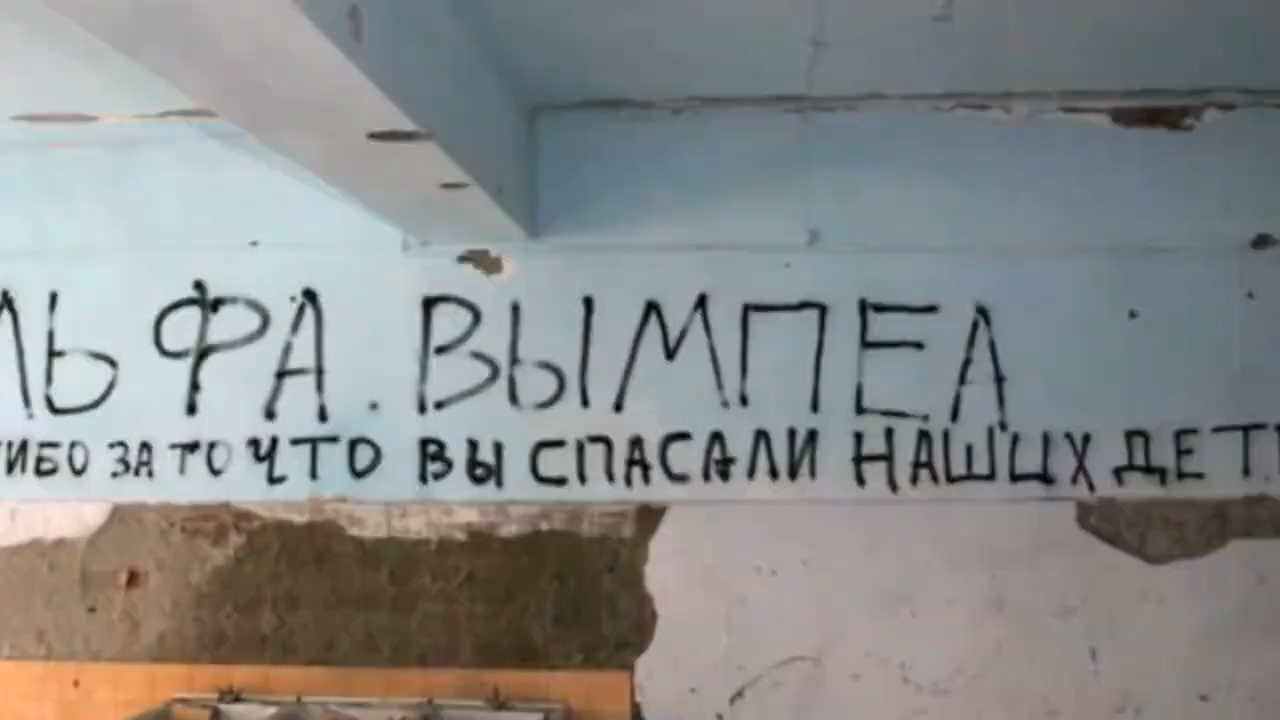 ЛЬФА. ВЫМПЕЛ
ИБО ЗА ТО ЧТО ВЫ СПАСАЛИ НАШИХ ДЕТ